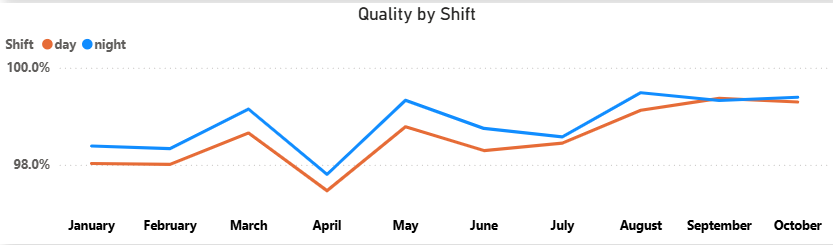 Quality by Shift
Shift day night
100.0%
98.0%
January February March April May June July August September October